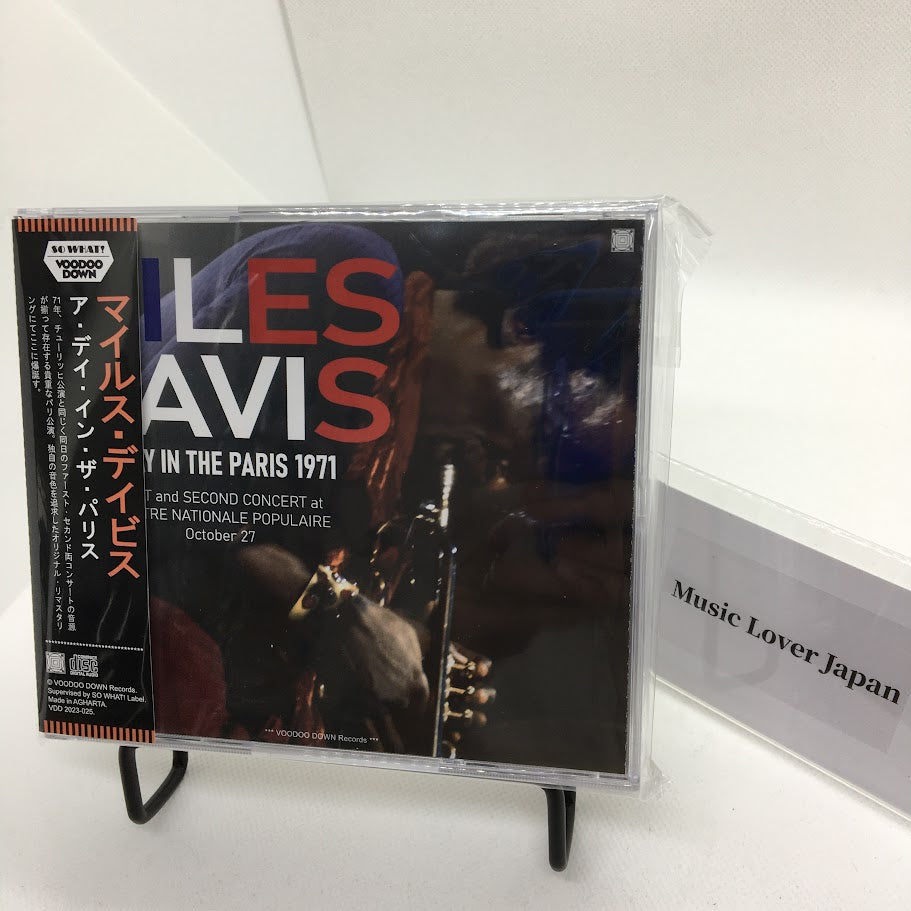 SO WHAT!
VOODOO
DOWN
マイルス・デイビス
ア・デイ・イン・ザ・パリス
71年、チューリッヒ公演と同じく同日のファースト・セカンド両コンサートの音源
が揃って存在する貴重なパリ公演。独自の音色を追求したオリジナル・リマスタリ
ングにてここに爆誕す。
COMPACT
disc
DIGITAL AUDIO
© VOODOO DOWN Records.
Supervised by SO WHAT! Label.
Made in AGHARTA.
VDD 2023-025.
ILES
AVIS
Y IN THE PARIS 1971
T and SECOND CONCERT at
TRE NATIONALE POPULAIRE
October 27
*** VOODOO DOWN Records ***
Music Lover Japan